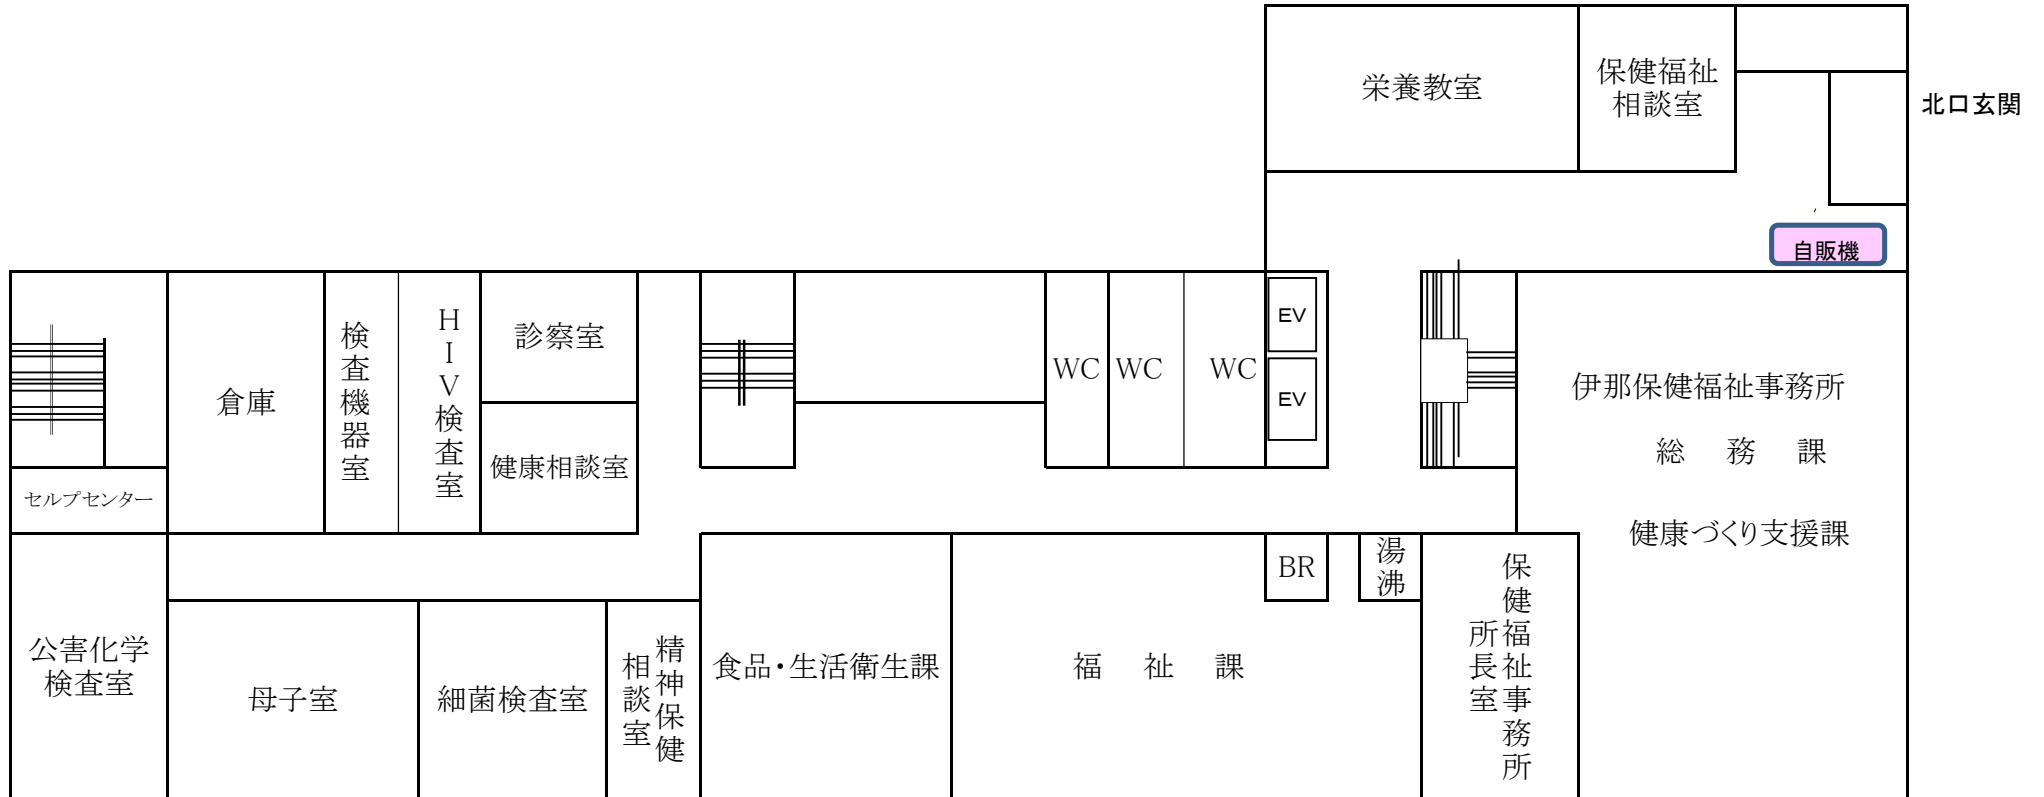 栄養教室
保健福祉
相談室
北口玄関
自販機
倉庫
検査機器室
HIV検査室
診察室
健康相談室
WC
WC
WC
EV
EV
伊那保健福祉事務所
総　務　課
健康づくり支援課
セルプセンター
公害化学
検査室
母子室
細菌検査室
精神保健
相談室
食品・生活衛生課
福　祉　課
BR
湯沸
保健福祉事務所
所長室